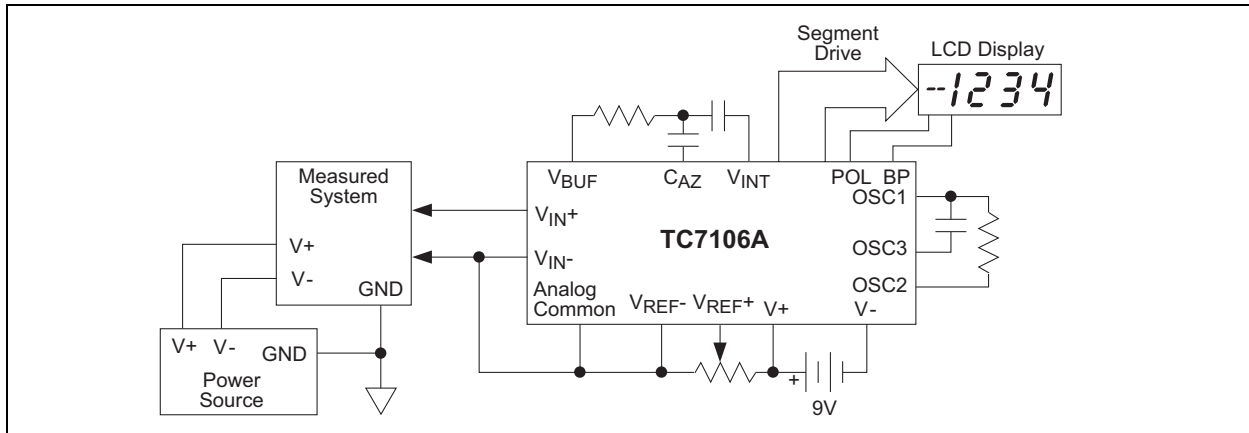 Segment
Drive
LCD Display
--1234
Measured
System
V+
V-
GND
V+ V- GND
Power
Source
VBUF CAZ VINT POL BP
VIN+
TC7106A
VIN-
Analog
Common
VREF- VREF+ V+ V-
OSC1
OSC3
OSC2
+
9V